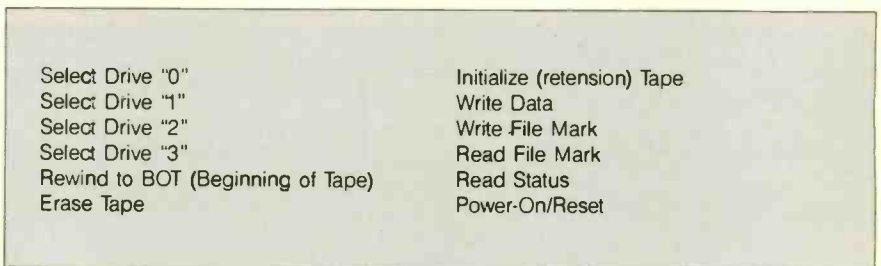 Select Drive "0"
Select Drive "1"
Select Drive "2"
Select Drive "3"
Rewind to BOT (Beginning of Tape)
Erase Tape
Initialize (retension) Tape
Write Data
Write File Mark
Read File Mark
Read Status
Power-On/Reset